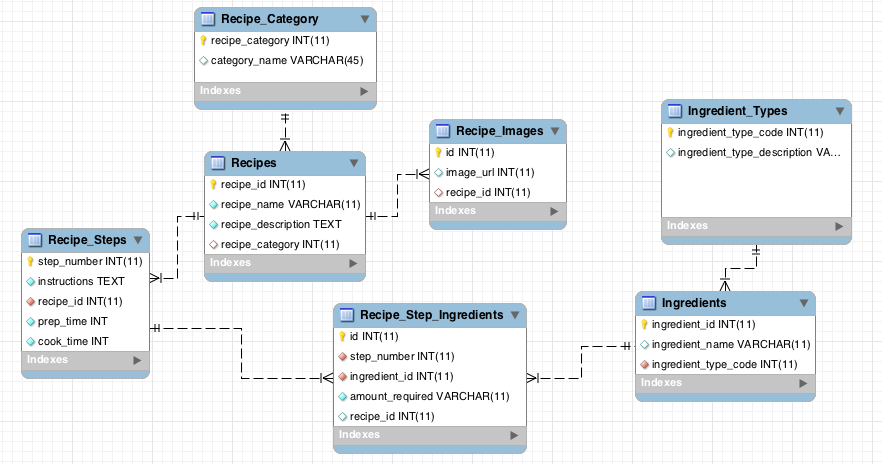 Recipe_Category
recipe_category INT(11)
category_name VARCHAR(45)
Indexes
Recipes
recipe_id INT(11)
recipe_name VARCHAR(11)
recipe_description TEXT
recipe_category INT(11)
Indexes
Recipe_Images
id INT(11)
image_url INT(11)
recipe_id INT(11)
Indexes
Ingredient_Types
ingredient_type_code INT(11)
ingredient_type_description VA...
Indexes
Recipe_Steps
step_number INT(11)
instructions TEXT
recipe_id INT(11)
prep_time INT
cook_time INT
Indexes
Recipe_Step_Ingredients
id INT(11)
step_number INT(11)
ingredient_id INT(11)
amount_required VARCHAR(11)
recipe_id INT(11)
Indexes
Ingredients
ingredient_id INT(11)
ingredient_name VARCHAR(11)
ingredient_type_code INT(11)
Indexes